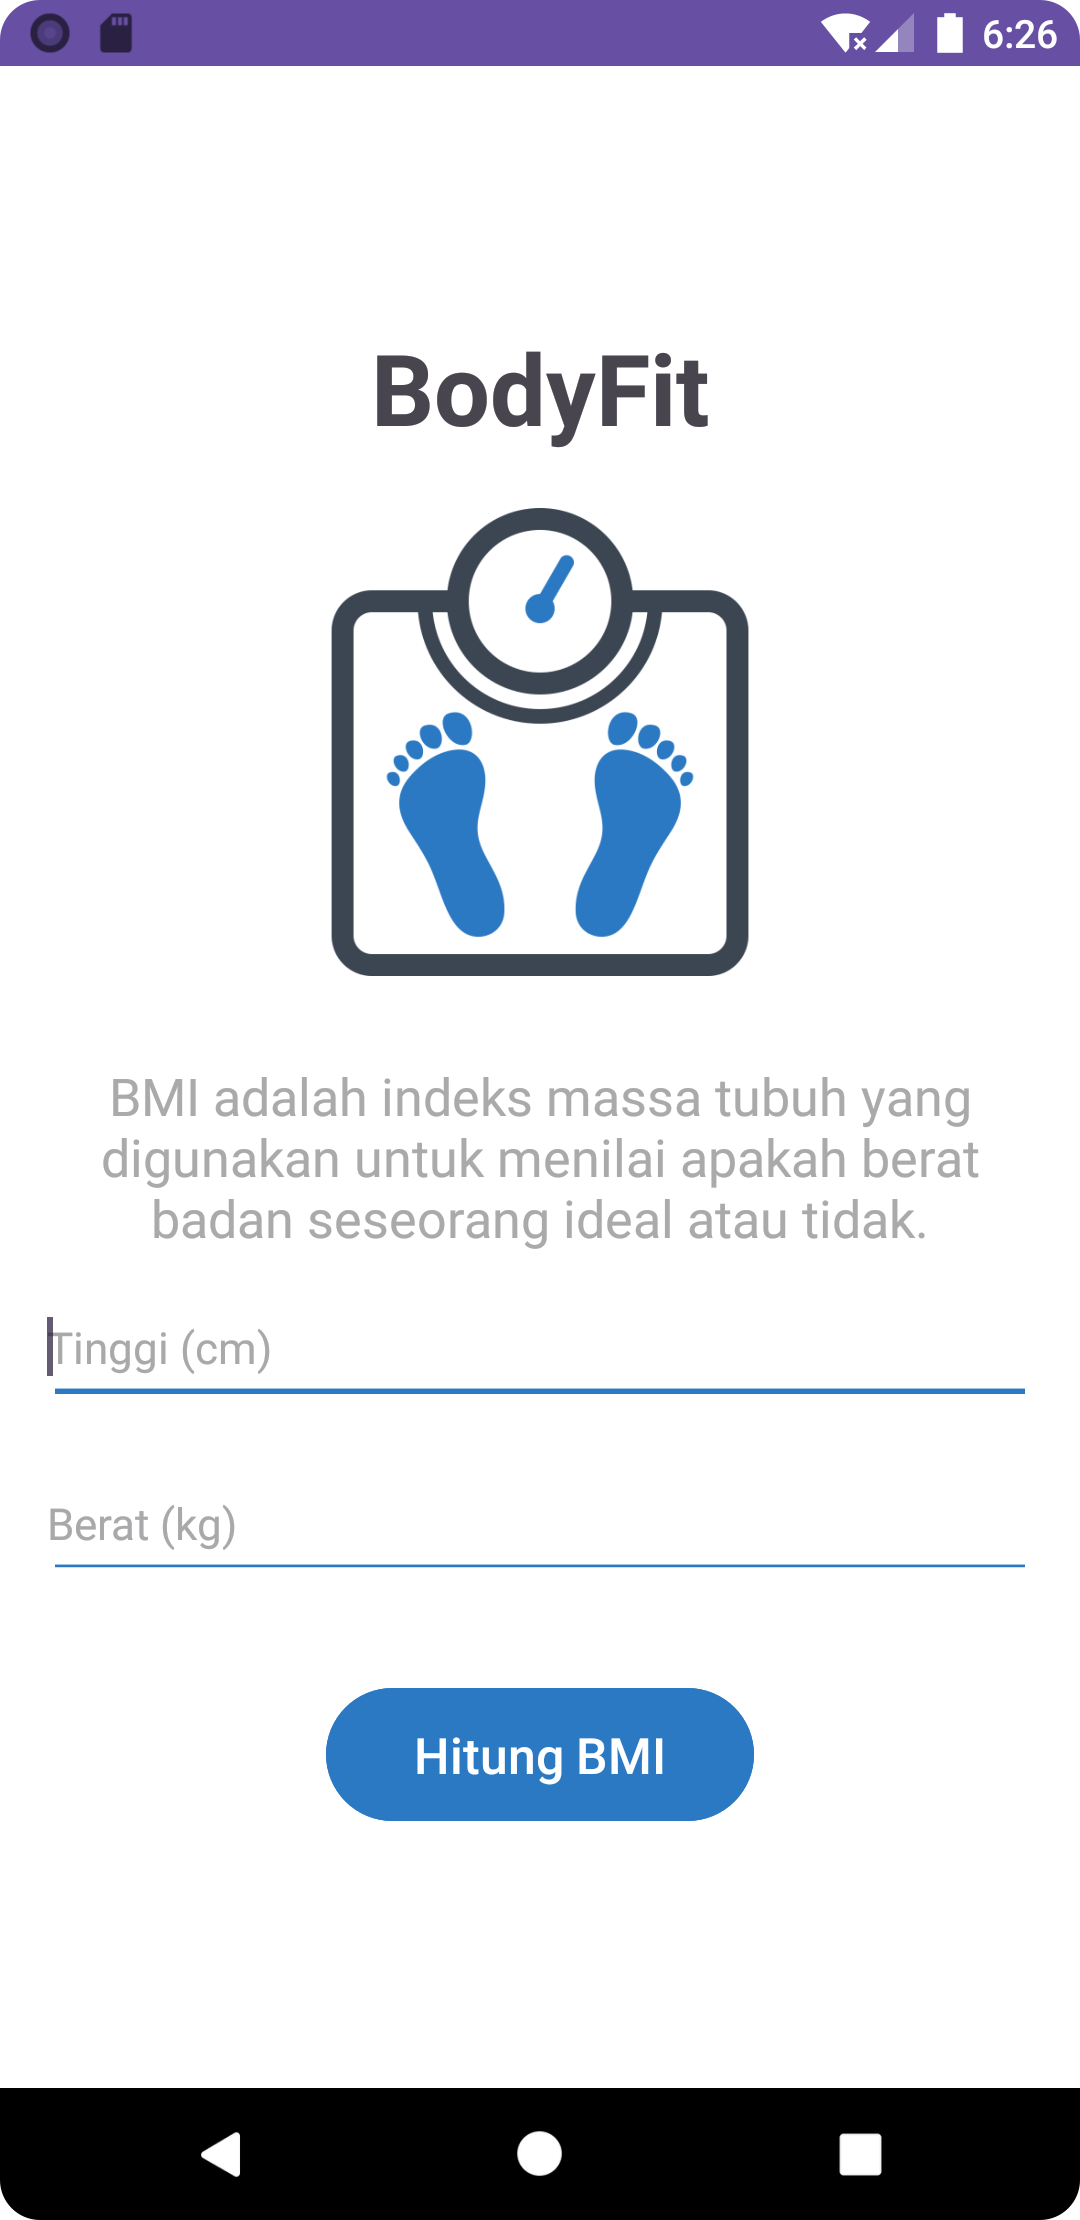 6:26
BodyFit
BMI adalah indeks massa tubuh yang
digunakan untuk menilai apakah berat
badan seseorang ideal atau tidak.
Tinggi (cm)
Berat (kg)
Hitung BMI